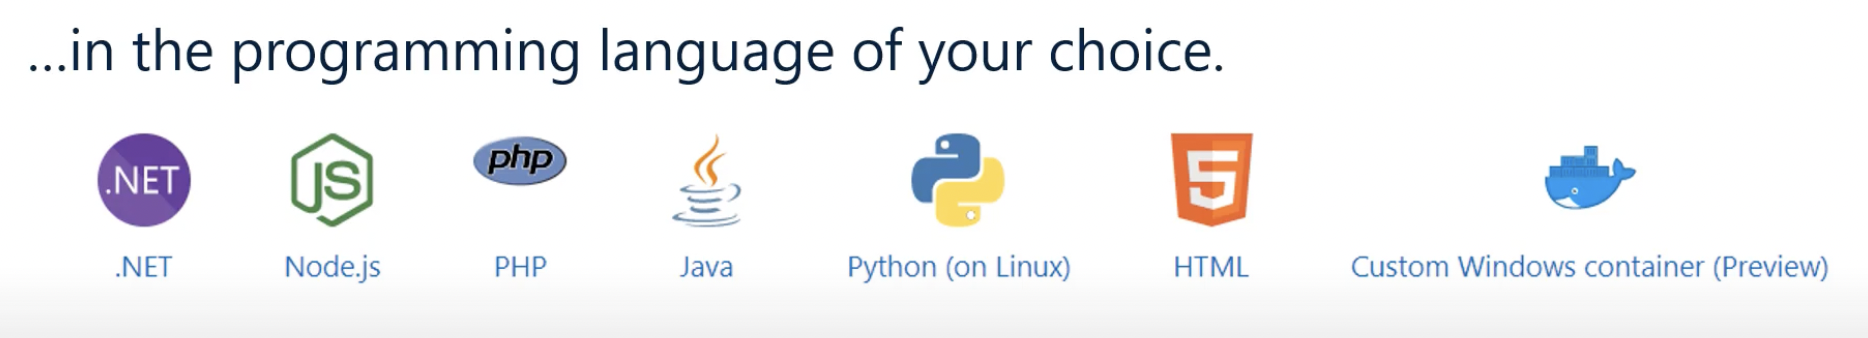 ...in the programming language of your choice.
.NET
JS
php
5
.NET
Node.js
PHP
Java
Python (on Linux)
HTML
Custom Windows container (Preview)